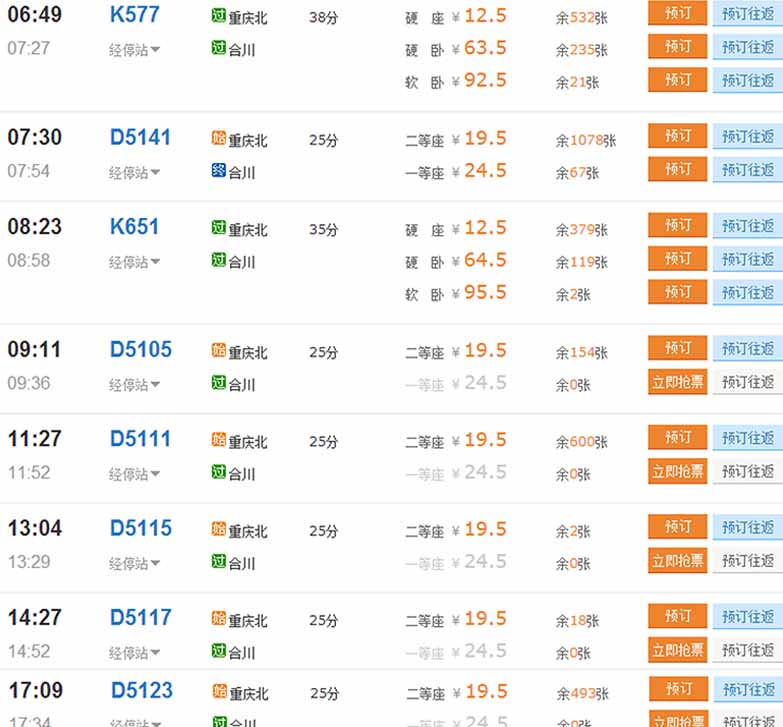 06:49 K577 过 重庆北 38分 硬 座 ¥12.5 余532张 预订 预订往返
07:27 经停站 过 合川 硬 卧 ¥63.5 余235张 预订 预订往返
软 卧 ¥92.5 余21张 预订 预订往返
07:30 D5141 始 重庆北 25分 二等座 ¥19.5 余1078张 预订 预订往返
07:54 经停站 终 合川 一等座 ¥24.5 余67张 预订 预订往返
08:23 K651 过 重庆北 35分 硬 座 ¥12.5 余379张 预订 预订往返
08:58 经停站 过 合川 硬 卧 ¥64.5 余119张 预订 预订往返
软 卧 ¥95.5 余2张 预订 预订往返
09:11 D5105 始 重庆北 25分 二等座 ¥19.5 余154张 预订 预订往返
09:36 经停站 过 合川 一等座 ¥24.5 余0张 立即抢票 预订往返
11:27 D5111 始 重庆北 25分 二等座 ¥19.5 余600张 预订 预订往返
11:52 经停站 过 合川 一等座 ¥24.5 余0张 立即抢票 预订往返
13:04 D5115 始 重庆北 25分 二等座 ¥19.5 余2张 预订 预订往返
13:29 经停站 过 合川 一等座 ¥24.5 余0张 立即抢票 预订往返
14:27 D5117 始 重庆北 25分 二等座 ¥19.5 余18张 预订 预订往返
14:52 经停站 过 合川 一等座 ¥24.5 余0张 立即抢票 预订往返
17:09 D5123 始 重庆北 25分 二等座 ¥19.5 余493张 预订 预订往返
17:34 经停站 过 合川 一等座 ¥24.5 余0张 立即抢票 预订往返